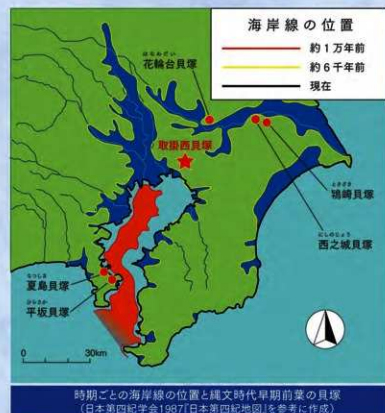 海岸線の位置
約1万年前
約6千年前
現在
はなわだい
花輪台貝塚
取掛西貝塚
ときざき
鴇崎貝塚
にしのじょう
西之城貝塚
なつしま
夏島貝塚
ひらさか
平坂貝塚
0 30km
時期ごとの海岸線の位置と縄文時代早期前葉の貝塚
(日本第四紀学会1987『日本第四紀地図』を参考に作成)